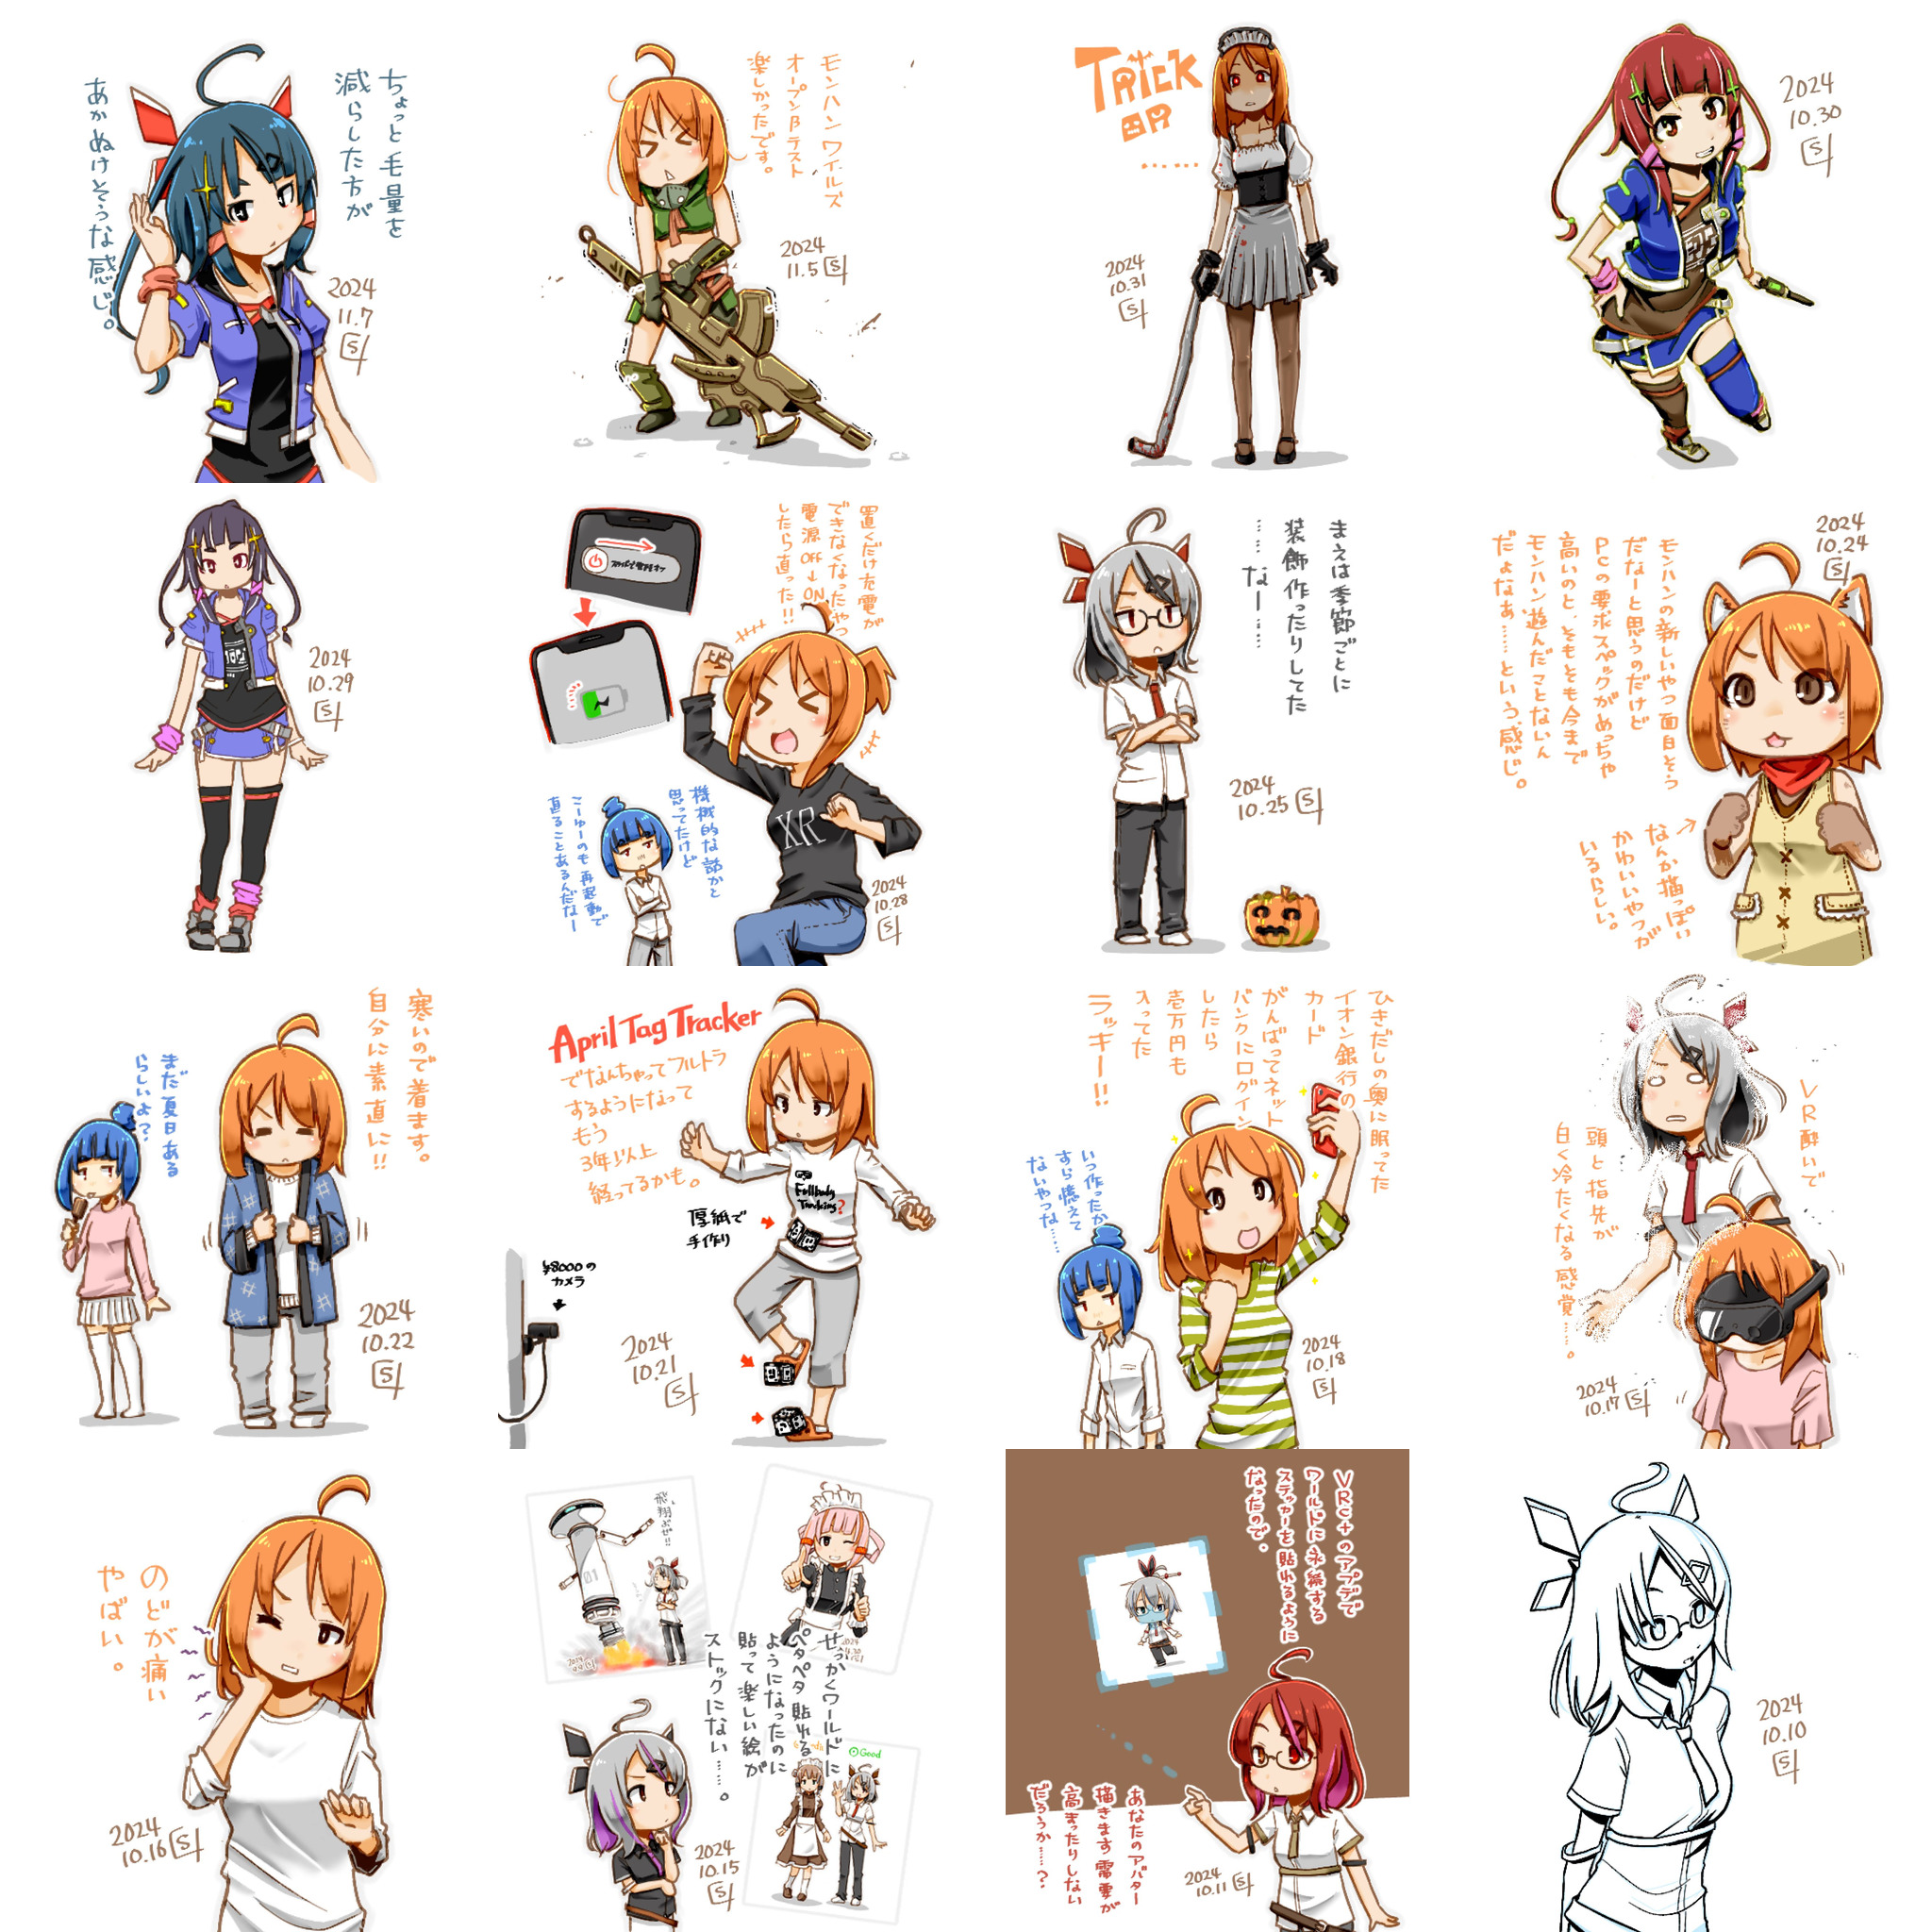 ちょっと毛量を
減らした方が
あかぬけそうな感じ。
2024
11.7
モンハンワイルズ
オープンβテスト
楽しかったです。
2024
11.5
TRICK
OR
……
2024
10.31
2024
10.30
2024
10.29
置くだけ充電が
できなくなったやつ
電源OFF→ON
したら直った!!
機械的な話かと
思ってたけど
こーゆーのも再起動で
直ることあるんだなー
XR
2024
10.28
まえは季節ごとに
装飾作ったりしてた
……なー……
2024
10.25
2024
10.24
モンハンの新しいやつ面白そう
だなーと思うのだけど
PCの要求スペックがめっちゃ
高いのと、そもそも今まで
モンハン遊んだことないん
だよなぁ……という感じ。
なんか猫っぽい
かわいいやつが
いるらしい。
寒いので着ます。
自分に素直に!!
まだ夏日ある
らしいよ?
2024
10.22
April Tag Tracker
でなんちゃってフルトラ
するようになって
もう
3年以上
経ってるかも。
Fullbody
Tracking?
厚紙で
手作り
¥8000の
カメラ
2024
10.21
ひきだしの奥に眠ってた
イオン銀行の
カード
がんばってネット
バンクにログイン
したら
壱万円も
入ってた
ラッキー!!
いつ作ったか
すら憶えて
ないやつな……
2024
10.18
VR酔いで
頭と指先が
白く冷たくなる感覚……。
2024
10.17
のどが痛い
やばい。
2024
10.16
飛翔ぶぜ!!
01
せっかくワールドに
ペタペタ貼れる
ようになったのに
貼って楽しい絵が
ストックにない……。
Good
2024
10.15
VRC+のアプデで
ワールドに永続する
ステッカーを貼れるように
なったので。
あなたのアバター
描きます需要が
高まったりしない
だろうか……?
2024
10.11
2024
10.10